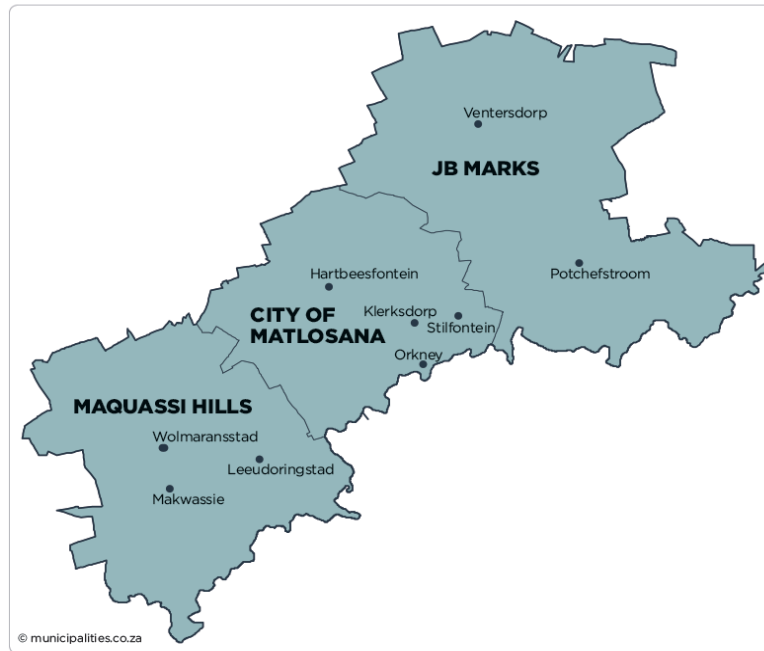 Ventersdorp
JB MARKS
Potchefstroom
Hartbeesfontein
CITY OF
MATLOSANA
Klerksdorp
Stilfontein
Orkney
MAQUASSI HILLS
Wolmaransstad
Leeudoringstad
Makwassie
© municipalities.co.za